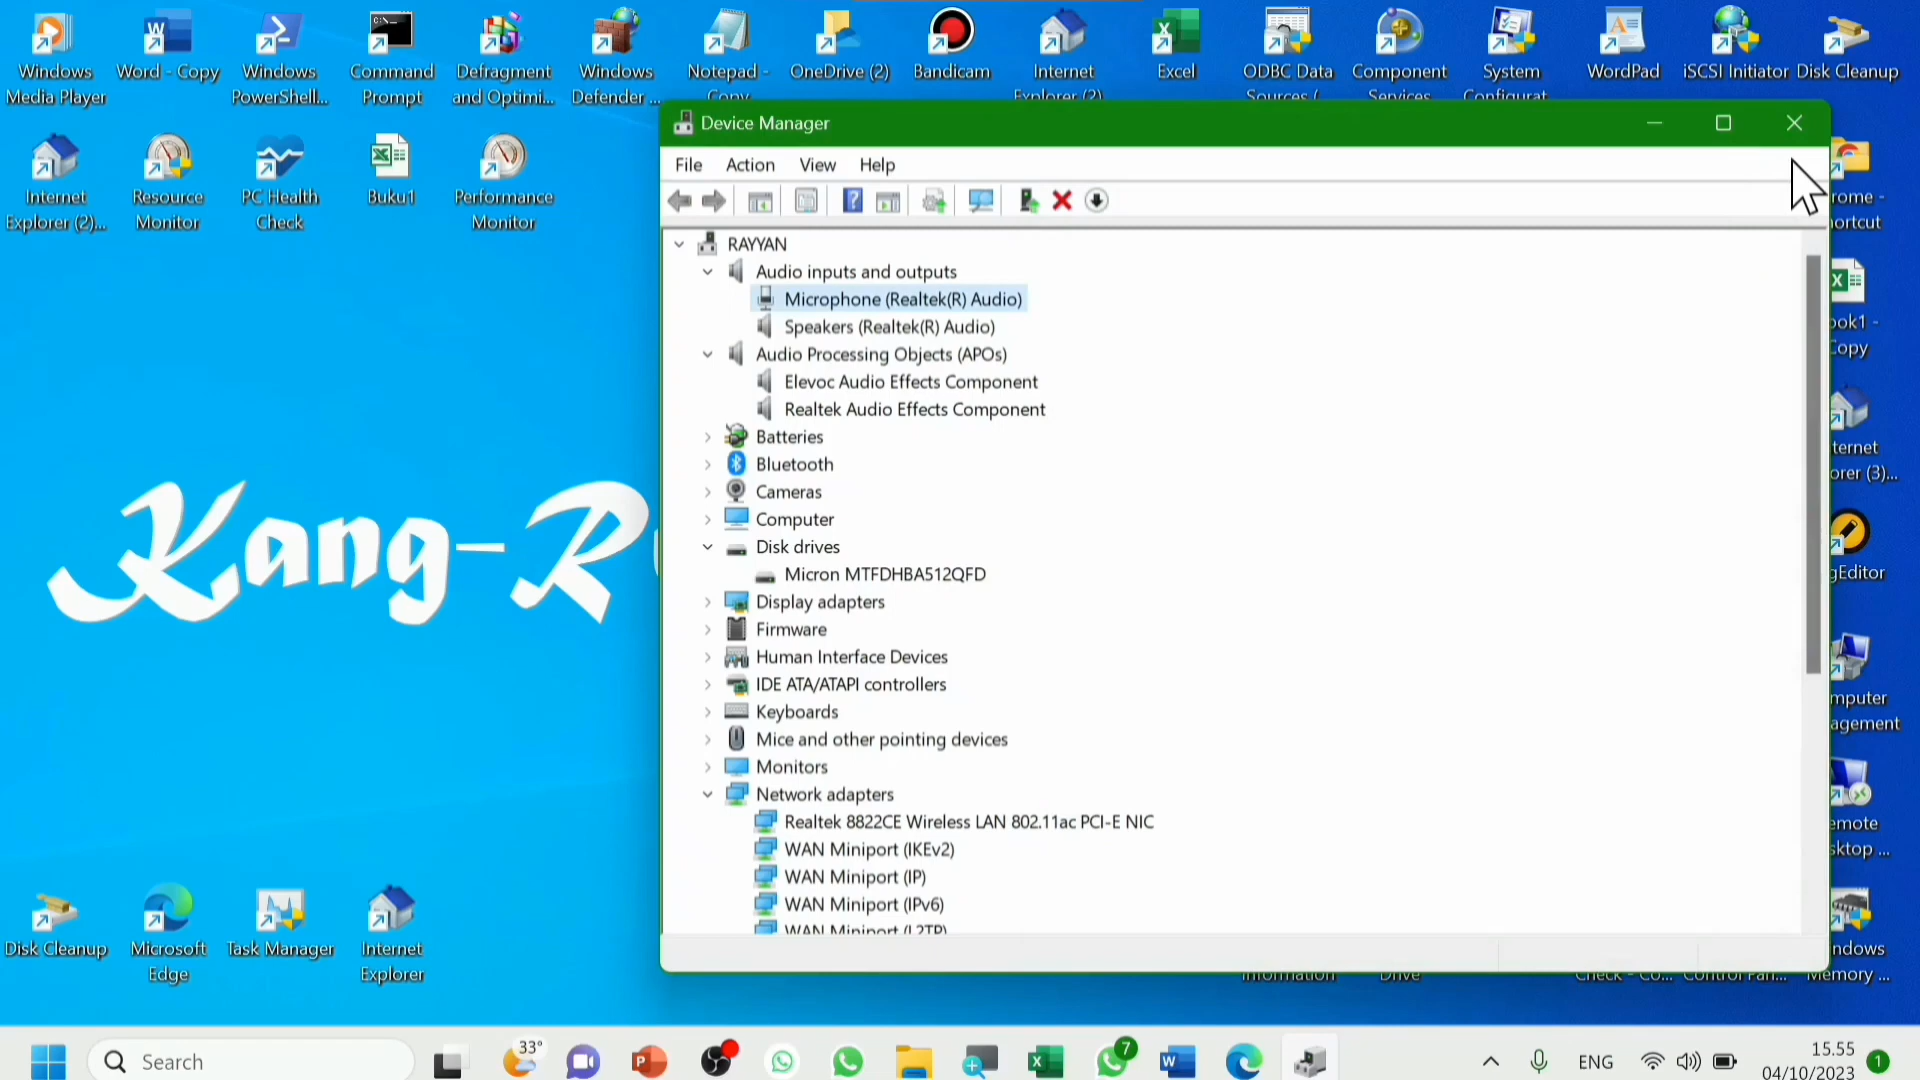 Windows
Media Player
Word - Copy
Windows
PowerShell...
Command
Prompt
Defragment
and Optimi...
Windows
Defender ...
Notepad -
Copy
OneDrive (2)
Bandicam
Internet
Explorer (2)
Excel
ODBC Data
Sources (...
Component
Services
System
Configurat...
WordPad
iSCSI Initiator
Disk Cleanup
Internet
Explorer (2)...
Resource
Monitor
PC Health
Check
Buku1
Performance
Monitor
Device Manager
File Action View Help
RAYYAN
Audio inputs and outputs
Microphone (Realtek(R) Audio)
Speakers (Realtek(R) Audio)
Audio Processing Objects (APOs)
Elevoc Audio Effects Component
Realtek Audio Effects Component
Batteries
Bluetooth
Cameras
Computer
Disk drives
Micron MTFDHBA512QFD
Display adapters
Firmware
Human Interface Devices
IDE ATA/ATAPI controllers
Keyboards
Mice and other pointing devices
Monitors
Network adapters
Realtek 8822CE Wireless LAN 802.11ac PCI-E NIC
WAN Miniport (IKEv2)
WAN Miniport (IP)
WAN Miniport (IPv6)
WAN Miniport (L2TP)
rome -
ortcut
ook1 -
Copy
ternet
orer (3)...
gEditor
mputer
agement
emote
sktop ...
ndows
Memory ...
Kang-R
Disk Cleanup
Microsoft
Edge
Task Manager
Internet
Explorer
Information
Drive
Check - Co...
Control Pan...
Search
33°
7
ENG
15.55
04/10/2023
1